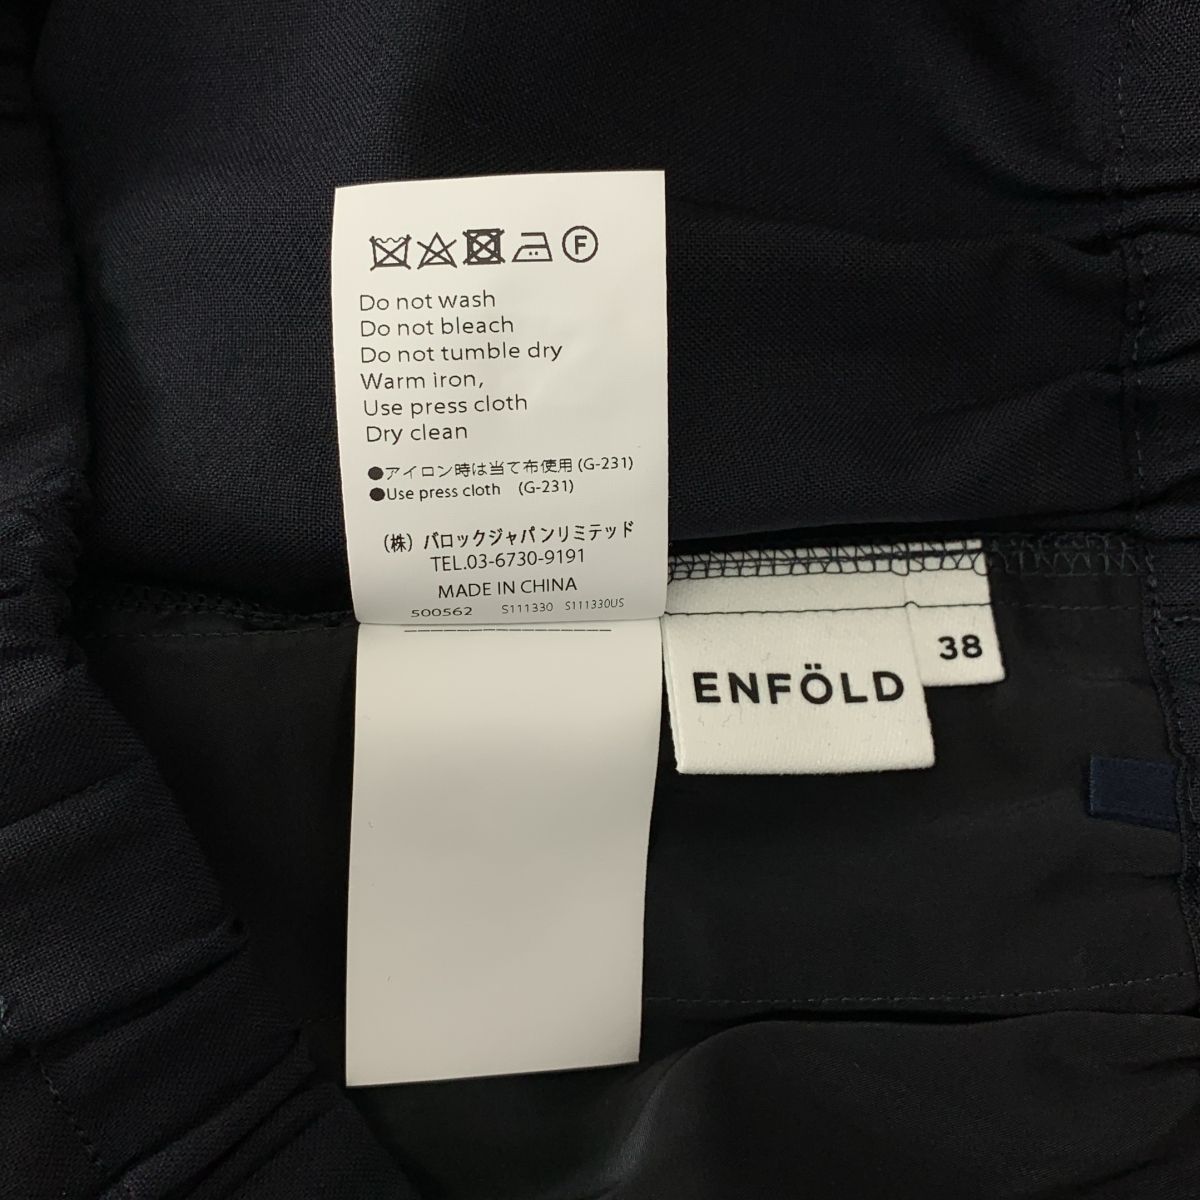 F
Do not wash
Do not bleach
Do not tumble dry
Warm iron,
Use press cloth
Dry clean
●アイロン時は当て布使用 (G-231)
●Use press cloth (G-231)
(株) バロックジャパンリミテッド
TEL.03-6730-9191
MADE IN CHINA
500562 S111330 S111330US
ENFÖLD
38